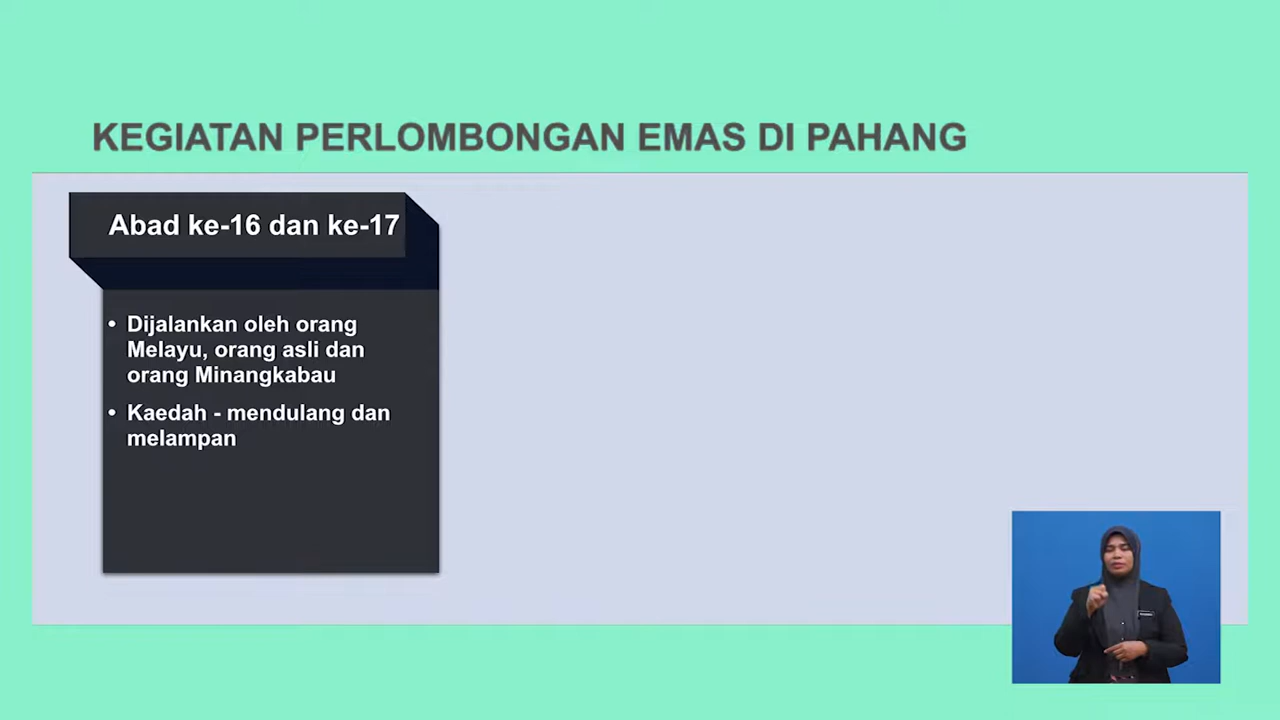 KEGIATAN PERLOMBONGAN EMAS DI PAHANG
Abad ke-16 dan ke-17
• Dijalankan oleh orang
Melayu, orang asli dan
orang Minangkabau
• Kaedah - mendulang dan
melampan